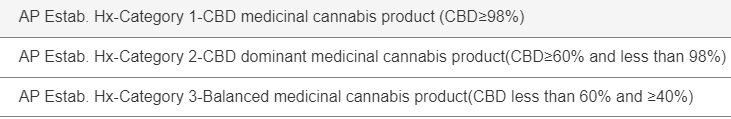 AP Estab. Hx-Category 1-CBD medicinal cannabis product (CBD≥98%)
AP Estab. Hx-Category 2-CBD dominant medicinal cannabis product(CBD≥60% and less than 98%)
AP Estab. Hx-Category 3-Balanced medicinal cannabis product(CBD less than 60% and ≥40%)